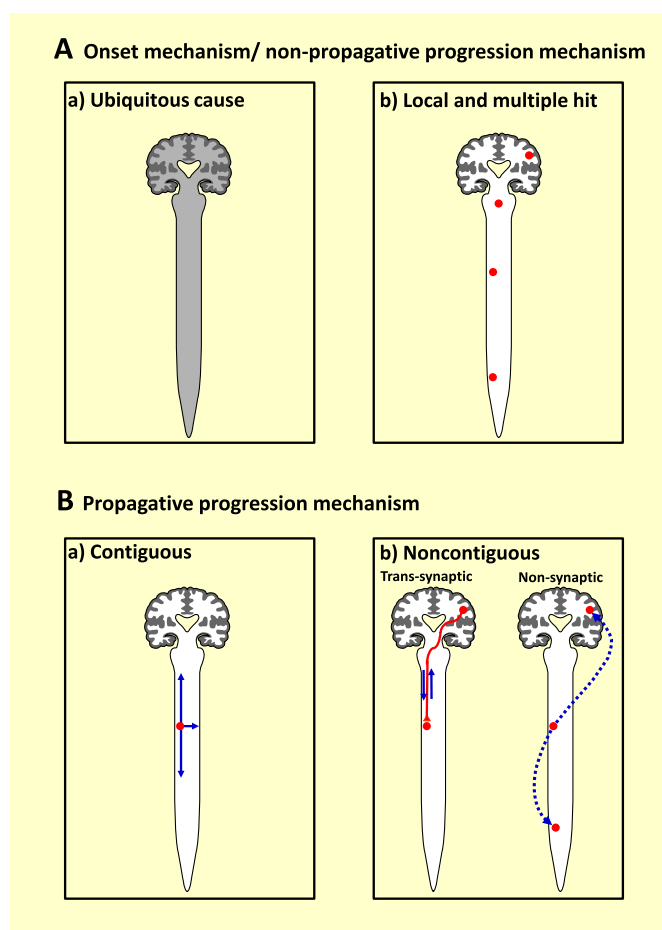 A Onset mechanism/ non-propagative progression mechanism
a) Ubiquitous cause
b) Local and multiple hit
B Propagative progression mechanism
a) Contiguous
b) Noncontiguous
Trans-synaptic
Non-synaptic